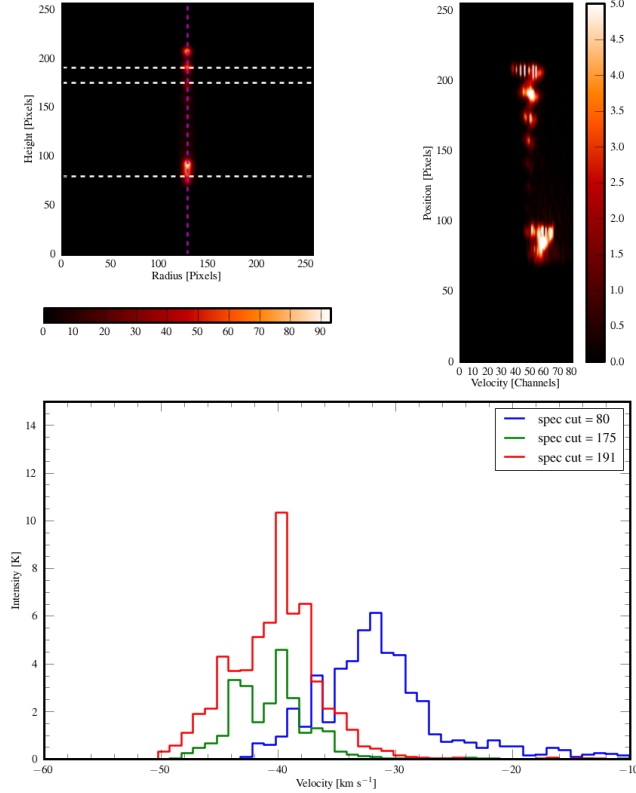 250
200
150
100
50
0
Height [Pixels]
0 50 100 150 200 250
Radius [Pixels]
0 10 20 30 40 50 60 70 80 90
250
200
150
100
50
0
Position [Pixels]
0 10 20 30 40 50 60 70 80
Velocity [Channels]
5.0
4.5
4.0
3.5
3.0
2.5
2.0
1.5
1.0
0.5
0.0
14
12
10
8
6
4
2
0
Intensity [K]
spec cut = 80
spec cut = 175
spec cut = 191
−60 −50 −40 −30 −20 −10
Velocity [km s⁻¹]